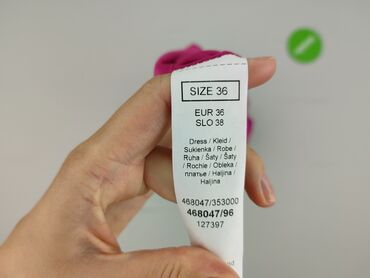 SIZE 36
EUR 36
SLO 38
Dress / Kleid /
Sukienka / Robe /
Ruha / Šaty / Šaty
/ Rochie / Obleka /
платье / Haljina /
Haljina
468047/353000
468047/96
127397